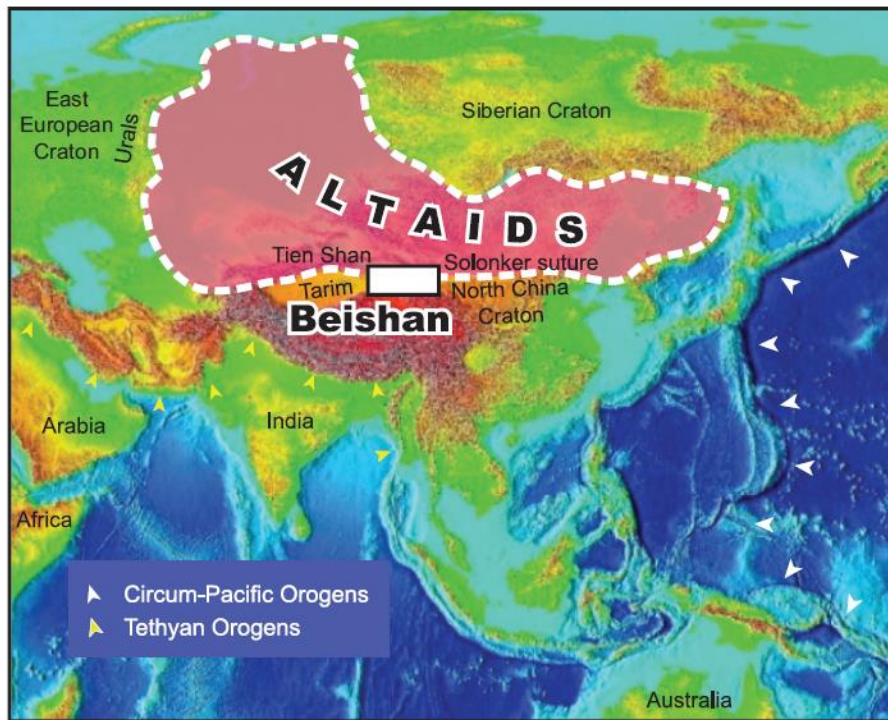 East
European
Craton
Urals
Siberian Craton
ALTAIDS
Tien Shan
Solonker suture
Tarim
North China
Craton
Beishan
Arabia
India
Africa
Circum-Pacific Orogens
Tethyan Orogens
Australia